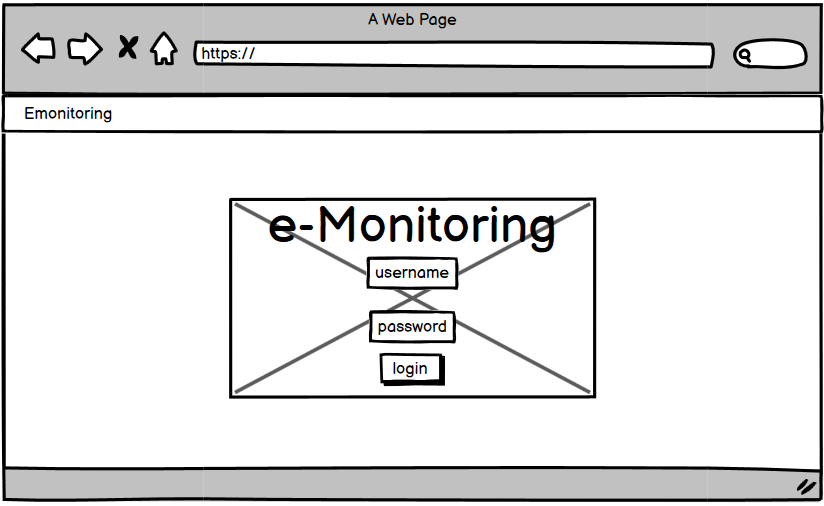 A Web Page
https://
Emonitoring
e-Monitoring
username
password
login